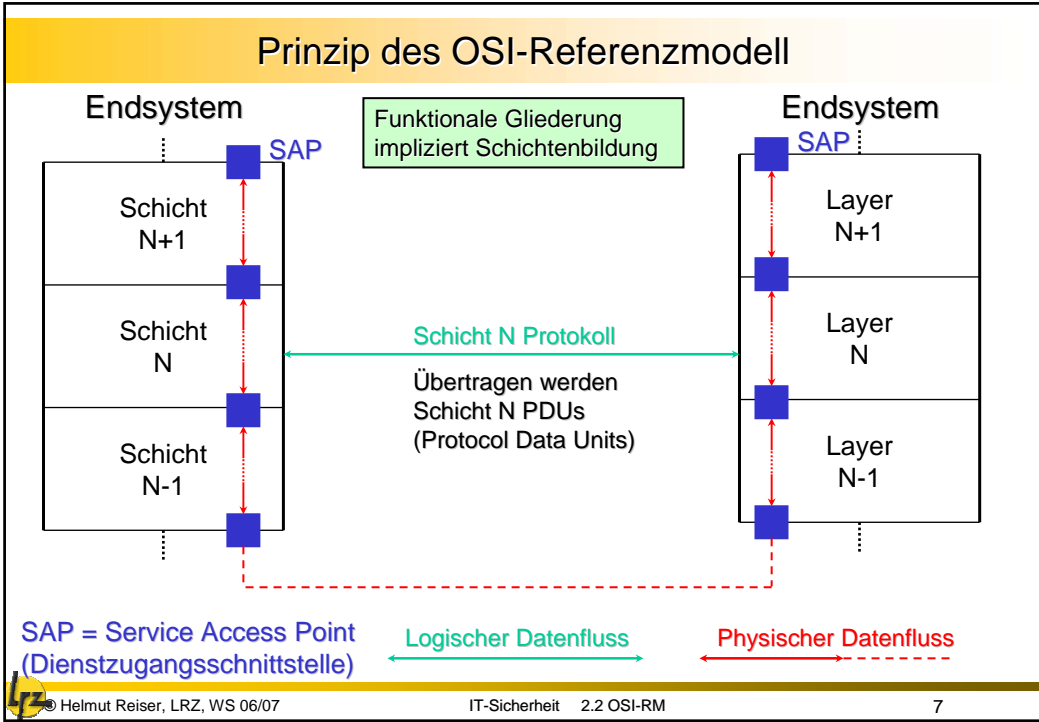 Prinzip des OSI-Referenzmodell
Endsystem
Endsystem
Funktionale Gliederung
impliziert Schichtenbildung
SAP
SAP
Schicht
N+1
Layer
N+1
Schicht
N
Layer
N
Schicht N Protokoll
Übertragen werden
Schicht N PDUs
(Protocol Data Units)
Schicht
N-1
Layer
N-1
SAP = Service Access Point
(Dienstzugangsschnittstelle)
Logischer Datenfluss
Physischer Datenfluss
lrz
© Helmut Reiser, LRZ, WS 06/07
IT-Sicherheit 2.2 OSI-RM
7